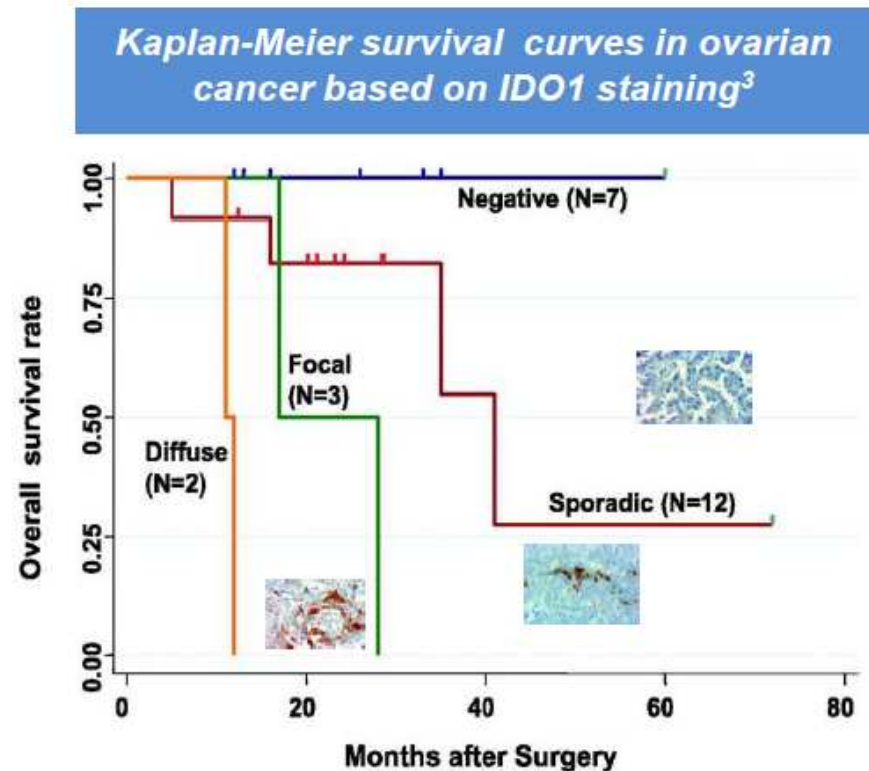 Kaplan-Meier survival curves in ovarian
cancer based on IDO1 staining³
Overall survival rate
1.00
0.75
0.50
0.25
0.00
Negative (N=7)
Focal
(N=3)
Diffuse
(N=2)
Sporadic (N=12)
0 20 40 60 80
Months after Surgery